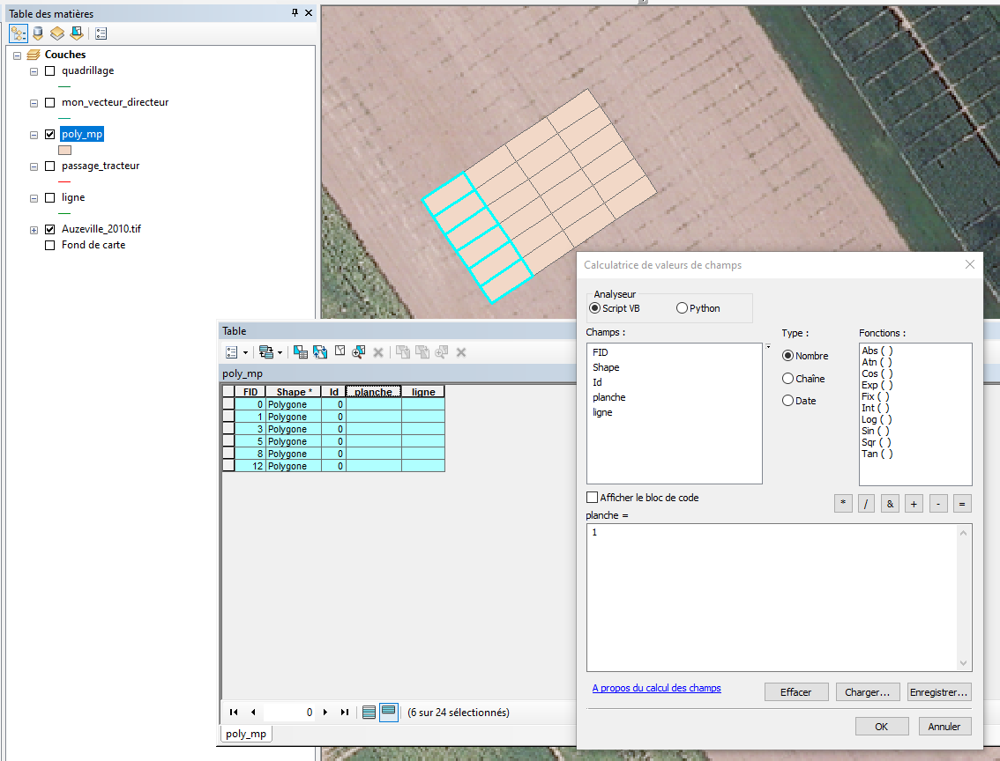 Table des matières
Couches
quadrillage
mon_vecteur_directeur
poly_mp
passage_tracteur
ligne
Auzeville_2010.tif
Fond de carte
Table
poly_mp
FID Shape * Id planche ligne
0 Polygone 0
1 Polygone 0
3 Polygone 0
5 Polygone 0
8 Polygone 0
12 Polygone 0
0 (6 sur 24 sélectionnés)
poly_mp
Calculatrice de valeurs de champs
Analyseur
Script VB Python
Champs : Type : Fonctions :
FID
Shape
Id
planche
ligne
Nombre
Chaîne
Date
Abs ( )
Atn ( )
Cos ( )
Exp ( )
Fix ( )
Int ( )
Log ( )
Sin ( )
Sqr ( )
Tan ( )
Afficher le bloc de code
* / & + - =
planche =
1
A propos du calcul des champs
Effacer Charger... Enregistrer...
OK Annuler